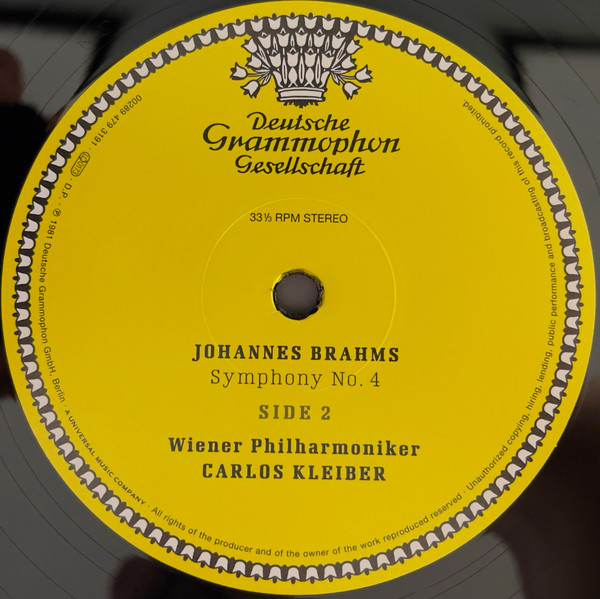 Deutsche
Grammophon
Gesellschaft
33⅓ RPM STEREO
JOHANNES BRAHMS
Symphony No. 4
SIDE 2
Wiener Philharmoniker
CARLOS KLEIBER
00289 479 3191 · GEMA · D.P. · ℗ 1981 Deutsche Grammophon GmbH, Berlin · A UNIVERSAL MUSIC COMPANY · All rights of the producer and of the owner of the work reproduced reserved · Unauthorized copying, hiring, lending, public performance and broadcasting of this record prohibited